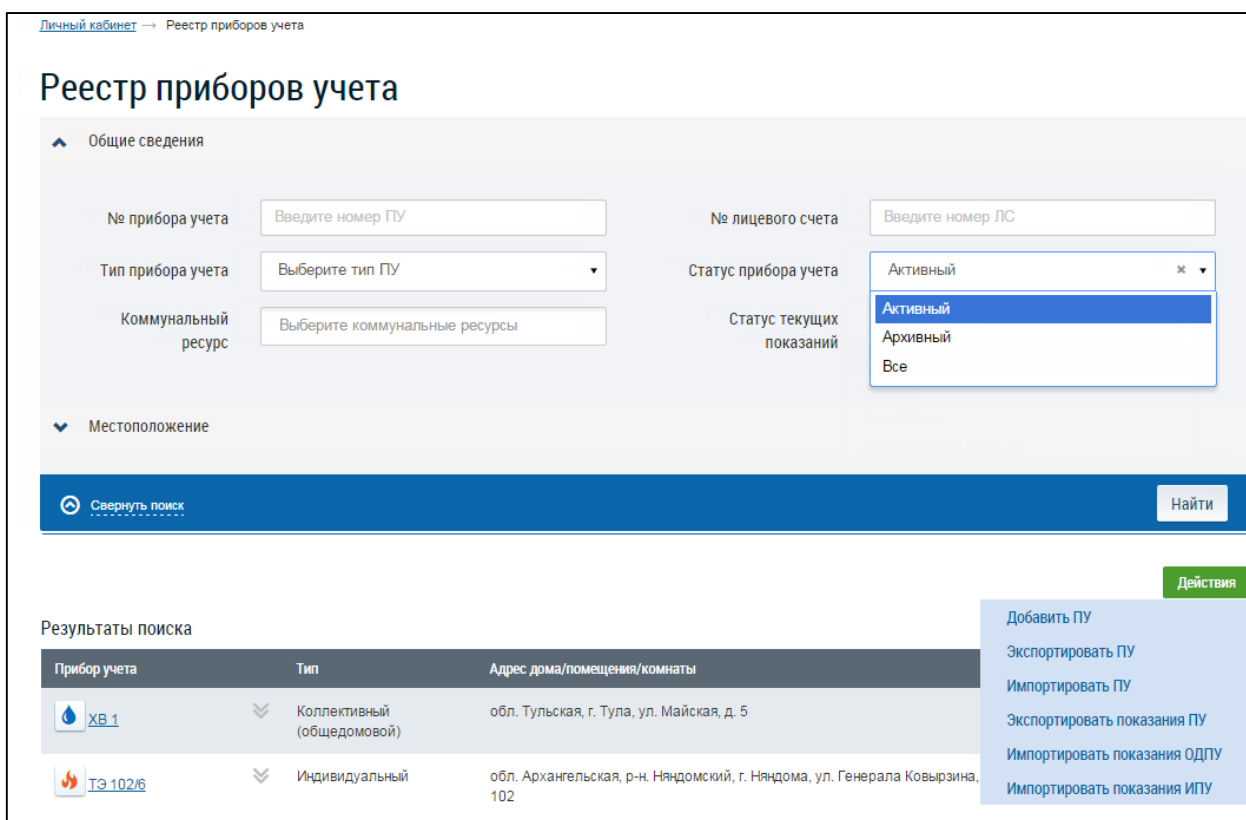 Личный кабинет → Реестр приборов учета
Реестр приборов учета
Общие сведения
№ прибора учета
Введите номер ПУ
№ лицевого счета
Введите номер ЛС
Тип прибора учета
Выберите тип ПУ
Статус прибора учета
Активный
Коммунальный
ресурс
Выберите коммунальные ресурсы
Статус текущих
показаний
Активный
Архивный
Все
Местоположение
Свернуть поиск
Найти
Действия
Добавить ПУ
Экспортировать ПУ
Импортировать ПУ
Экспортировать показания ПУ
Импортировать показания ОДПУ
Импортировать показания ИПУ
Результаты поиска
Прибор учета Тип Адрес дома/помещения/комнаты
ХВ 1
Коллективный
(общедомовой)
обл. Тульская, г. Тула, ул. Майская, д. 5
ТЭ 102/6
Индивидуальный
обл. Архангельская, р-н. Няндомский, г. Няндома, ул. Генерала Ковырзина,
102